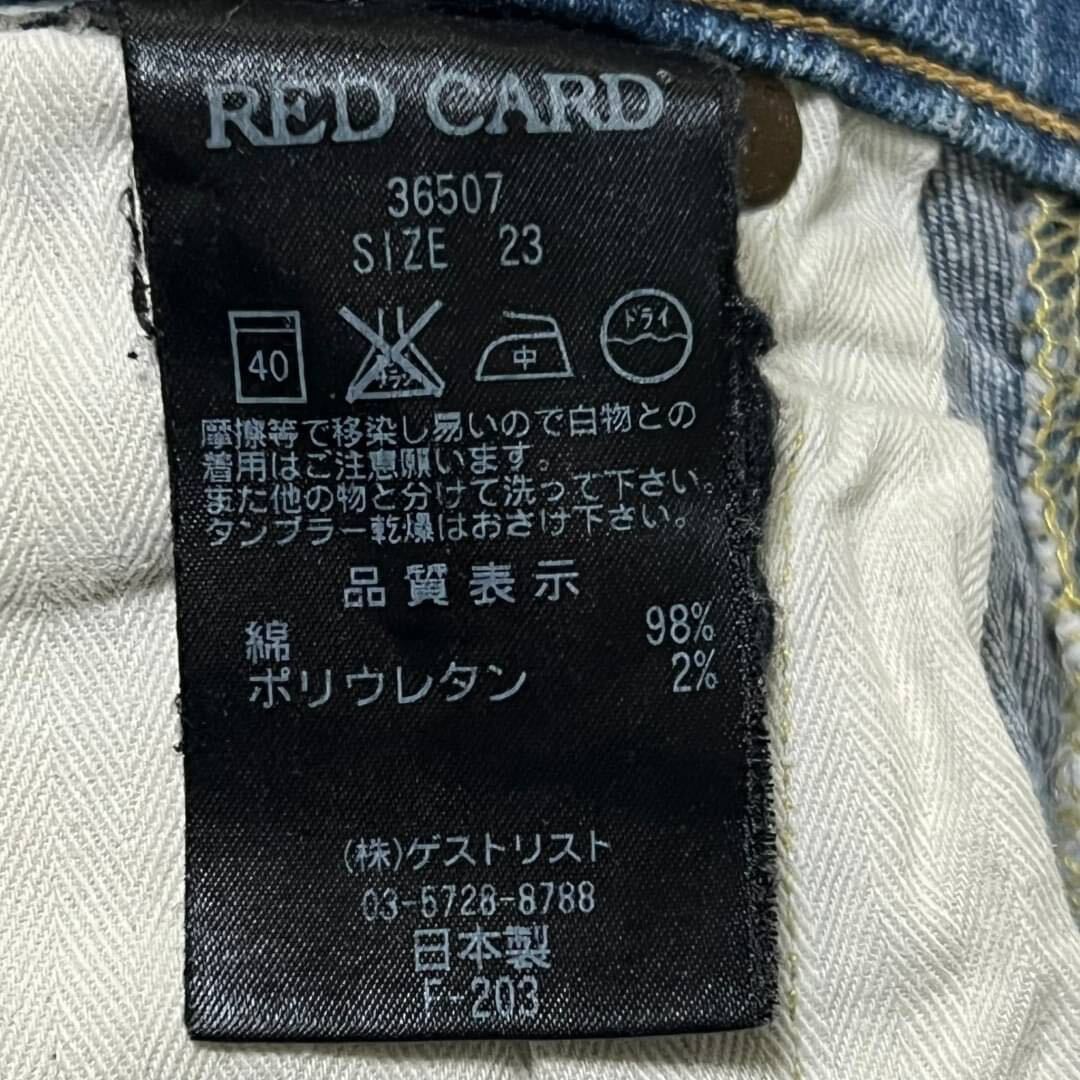 RED CARD
36507
SIZE 23
40 中 ドライ
摩擦等で移染し易いので白物との
着用はご注意願います。
また他の物と分けて洗って下さい。
タンブラー乾燥はおさけ下さい。
品質表示
綿 98%
ポリウレタン 2%
(株)ゲストリスト
03-5728-8788
日本製
F-203